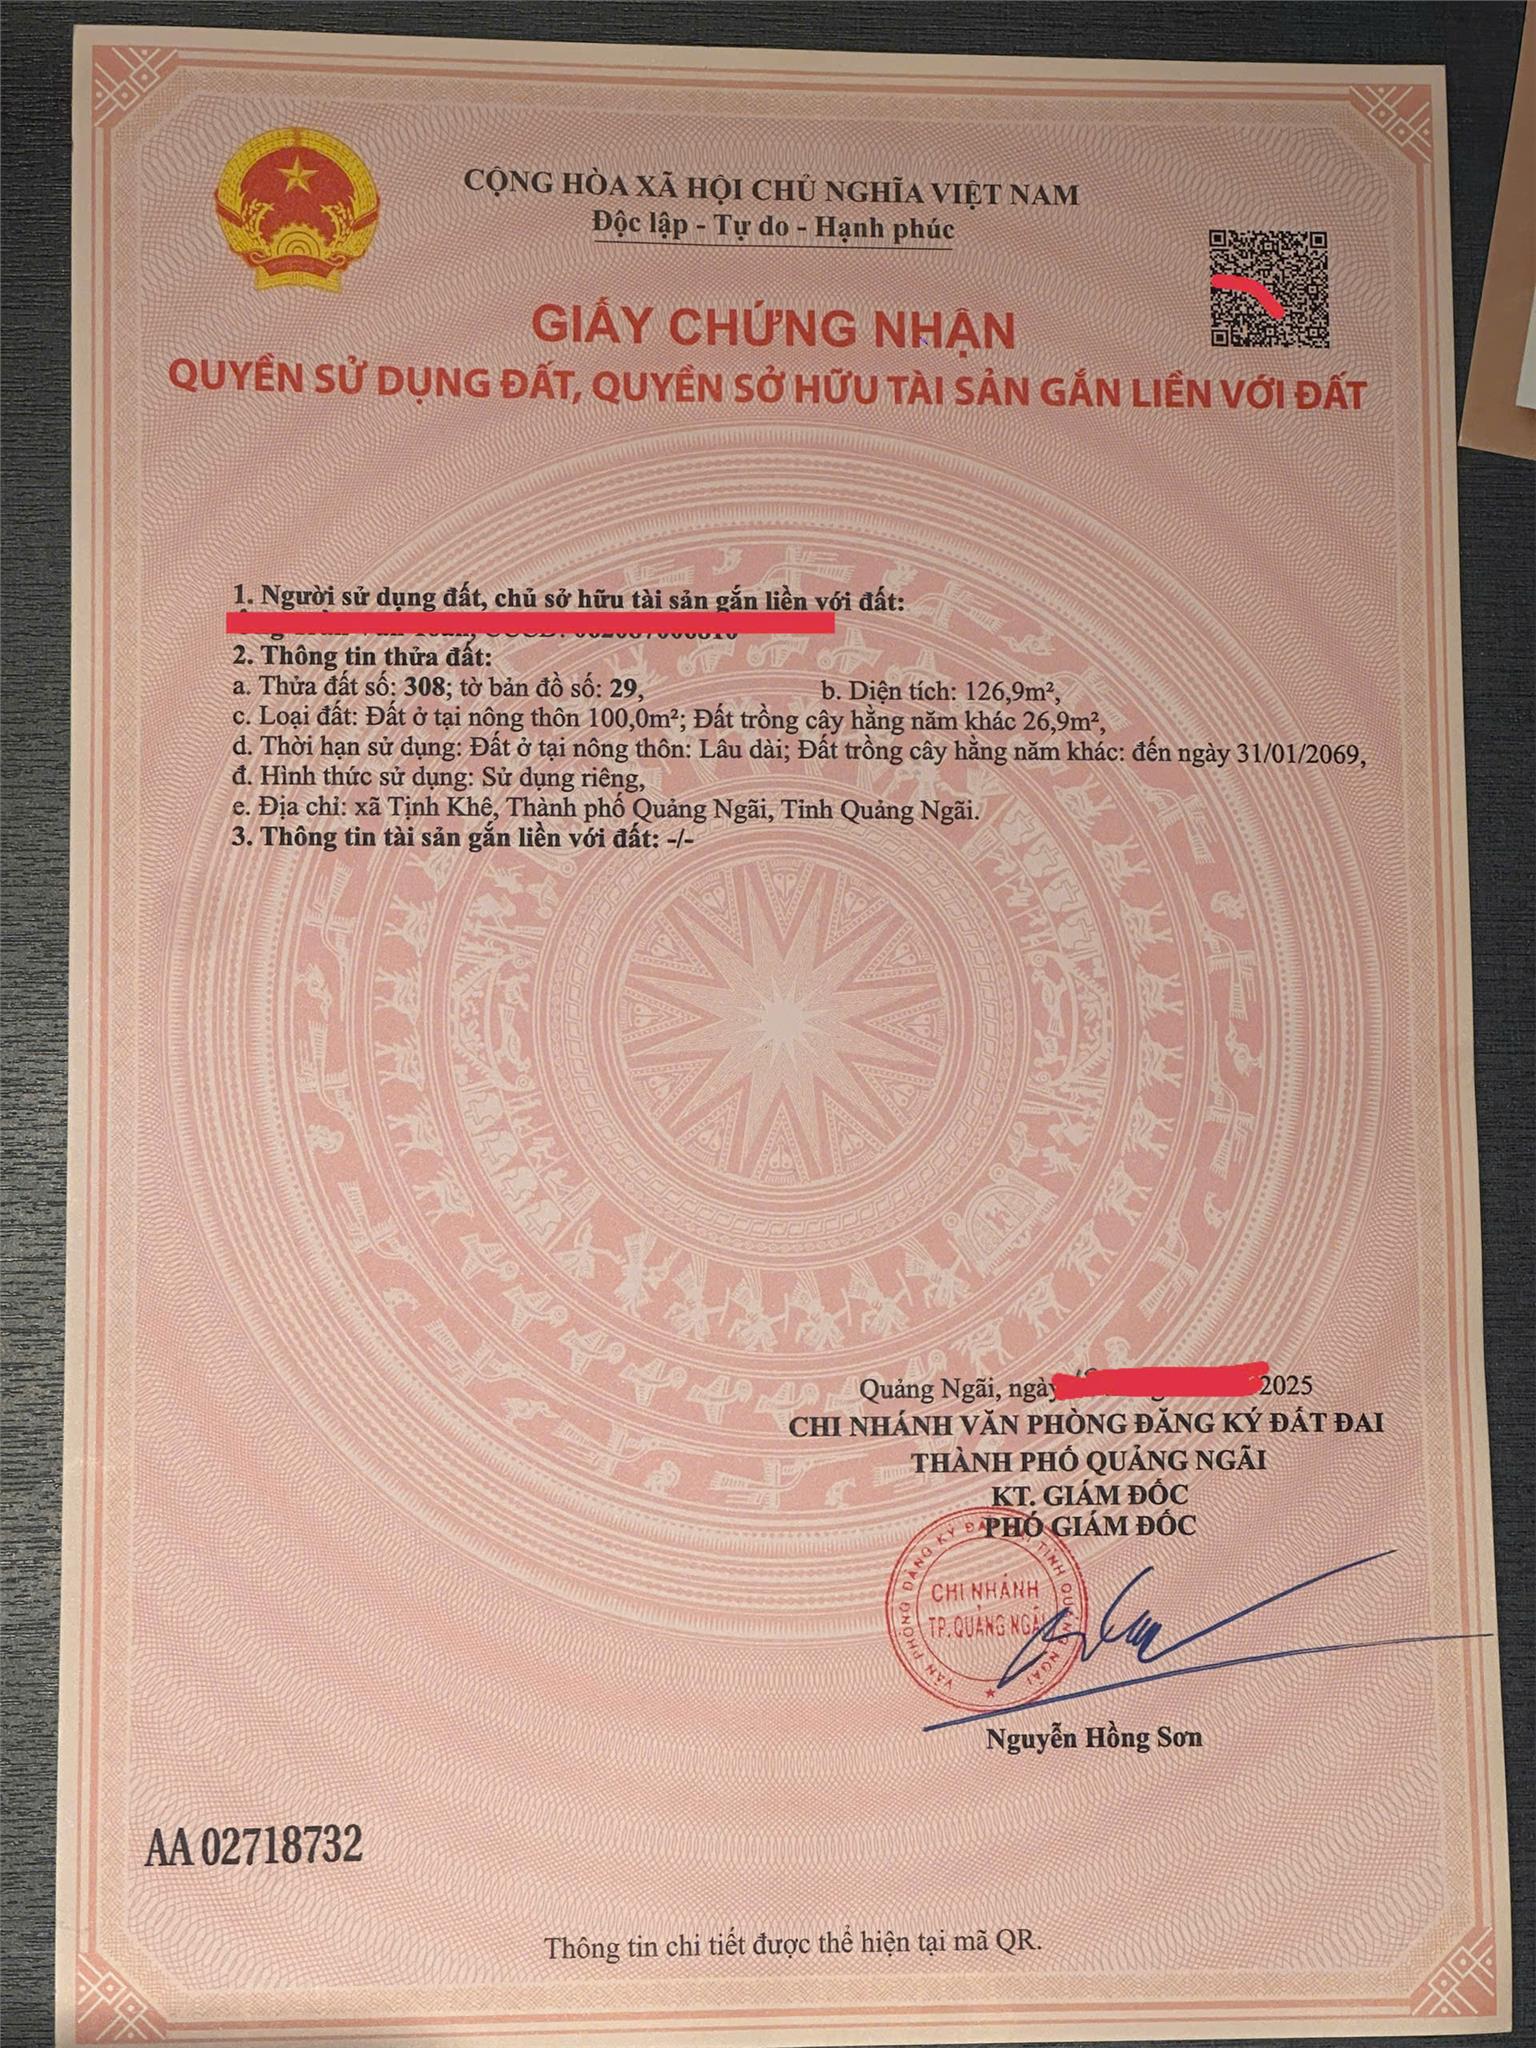 CỘNG HÒA XÃ HỘI CHỦ NGHĨA VIỆT NAM
Độc lập - Tự do - Hạnh phúc
GIẤY CHỨNG NHẬN
QUYỀN SỬ DỤNG ĐẤT, QUYỀN SỞ HỮU TÀI SẢN GẮN LIỀN VỚI ĐẤT
1. Người sử dụng đất, chủ sở hữu tài sản gắn liền với đất:
2. Thông tin thửa đất:
a. Thửa đất số: 308; tờ bản đồ số: 29, b. Diện tích: 126,9m²,
c. Loại đất: Đất ở tại nông thôn 100,0m²; Đất trồng cây hằng năm khác 26,9m²,
d. Thời hạn sử dụng: Đất ở tại nông thôn: Lâu dài; Đất trồng cây hằng năm khác: đến ngày 31/01/2069,
đ. Hình thức sử dụng: Sử dụng riêng,
e. Địa chỉ: xã Tịnh Khê, Thành phố Quảng Ngãi, Tỉnh Quảng Ngãi.
3. Thông tin tài sản gắn liền với đất: -/-
Quảng Ngãi, ngày 2025
CHI NHÁNH VĂN PHÒNG ĐĂNG KÝ ĐẤT ĐAI
THÀNH PHỐ QUẢNG NGÃI
KT. GIÁM ĐỐC
PHÓ GIÁM ĐỐC
VĂN PHÒNG ĐĂNG KÝ TỈNH QUẢNG NGÃI
CHI NHÁNH
TP. QUẢNG NGÃI
Nguyễn Hồng Sơn
AA 02718732
Thông tin chi tiết được thể hiện tại mã QR.